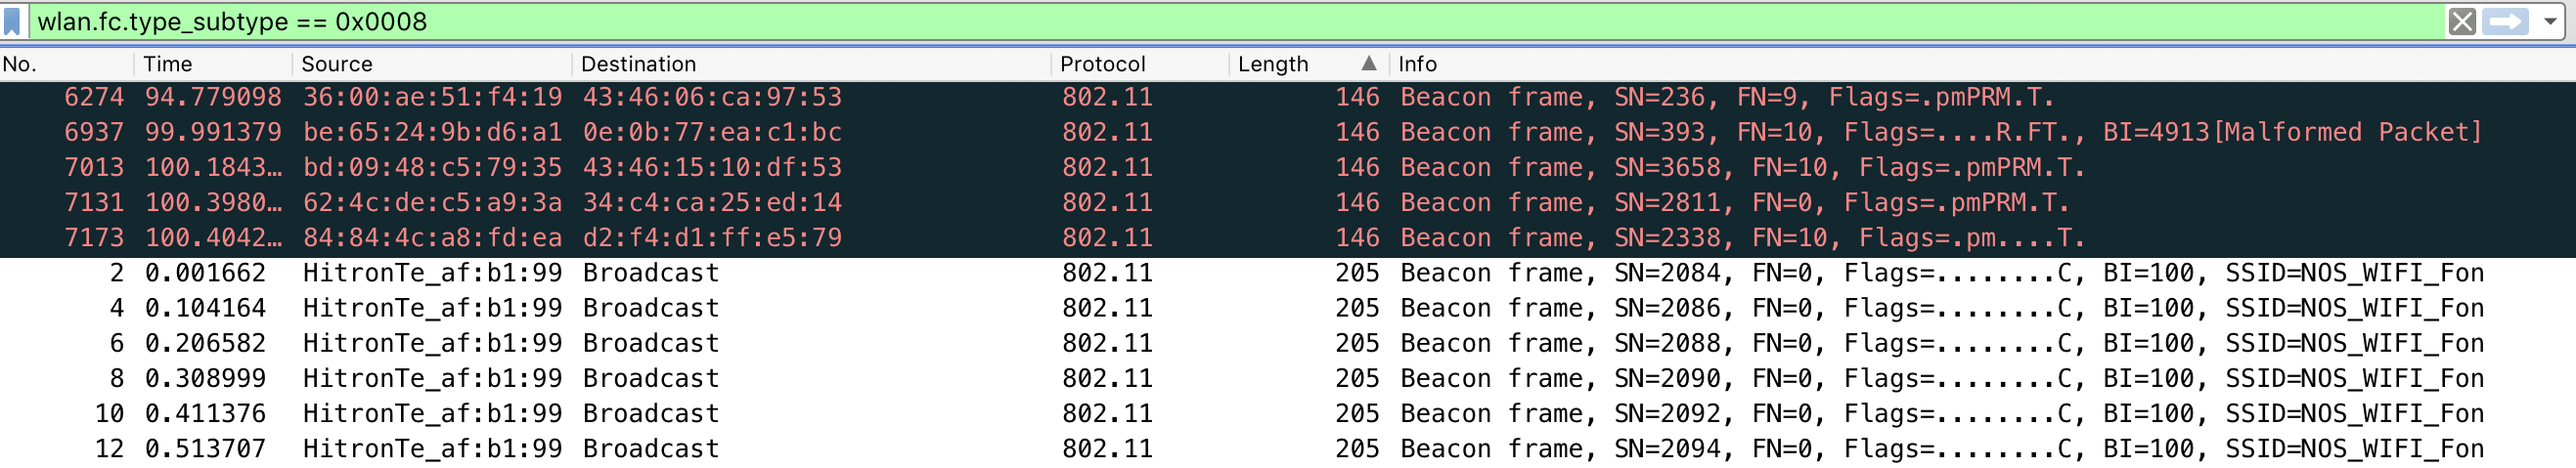 wlan.fc.type_subtype == 0x0008
No. Time Source Destination Protocol Length Info
6274 94.779098 36:00:ae:51:f4:19 43:46:06:ca:97:53 802.11 146 Beacon frame, SN=236, FN=9, Flags=.pmPRM.T.
6937 99.991379 be:65:24:9b:d6:a1 0e:0b:77:ea:c1:bc 802.11 146 Beacon frame, SN=393, FN=10, Flags=....R.FT., BI=4913[Malformed Packet]
7013 100.1843… bd:09:48:c5:79:35 43:46:15:10:df:53 802.11 146 Beacon frame, SN=3658, FN=10, Flags=.pmPRM.T.
7131 100.3980… 62:4c:de:c5:a9:3a 34:c4:ca:25:ed:14 802.11 146 Beacon frame, SN=2811, FN=0, Flags=.pmPRM.T.
7173 100.4042… 84:84:4c:a8:fd:ea d2:f4:d1:ff:e5:79 802.11 146 Beacon frame, SN=2338, FN=10, Flags=.pm....T.
2 0.001662 HitronTe_af:b1:99 Broadcast 802.11 205 Beacon frame, SN=2084, FN=0, Flags=........C, BI=100, SSID=NOS_WIFI_Fon
4 0.104164 HitronTe_af:b1:99 Broadcast 802.11 205 Beacon frame, SN=2086, FN=0, Flags=........C, BI=100, SSID=NOS_WIFI_Fon
6 0.206582 HitronTe_af:b1:99 Broadcast 802.11 205 Beacon frame, SN=2088, FN=0, Flags=........C, BI=100, SSID=NOS_WIFI_Fon
8 0.308999 HitronTe_af:b1:99 Broadcast 802.11 205 Beacon frame, SN=2090, FN=0, Flags=........C, BI=100, SSID=NOS_WIFI_Fon
10 0.411376 HitronTe_af:b1:99 Broadcast 802.11 205 Beacon frame, SN=2092, FN=0, Flags=........C, BI=100, SSID=NOS_WIFI_Fon
12 0.513707 HitronTe_af:b1:99 Broadcast 802.11 205 Beacon frame, SN=2094, FN=0, Flags=........C, BI=100, SSID=NOS_WIFI_Fon